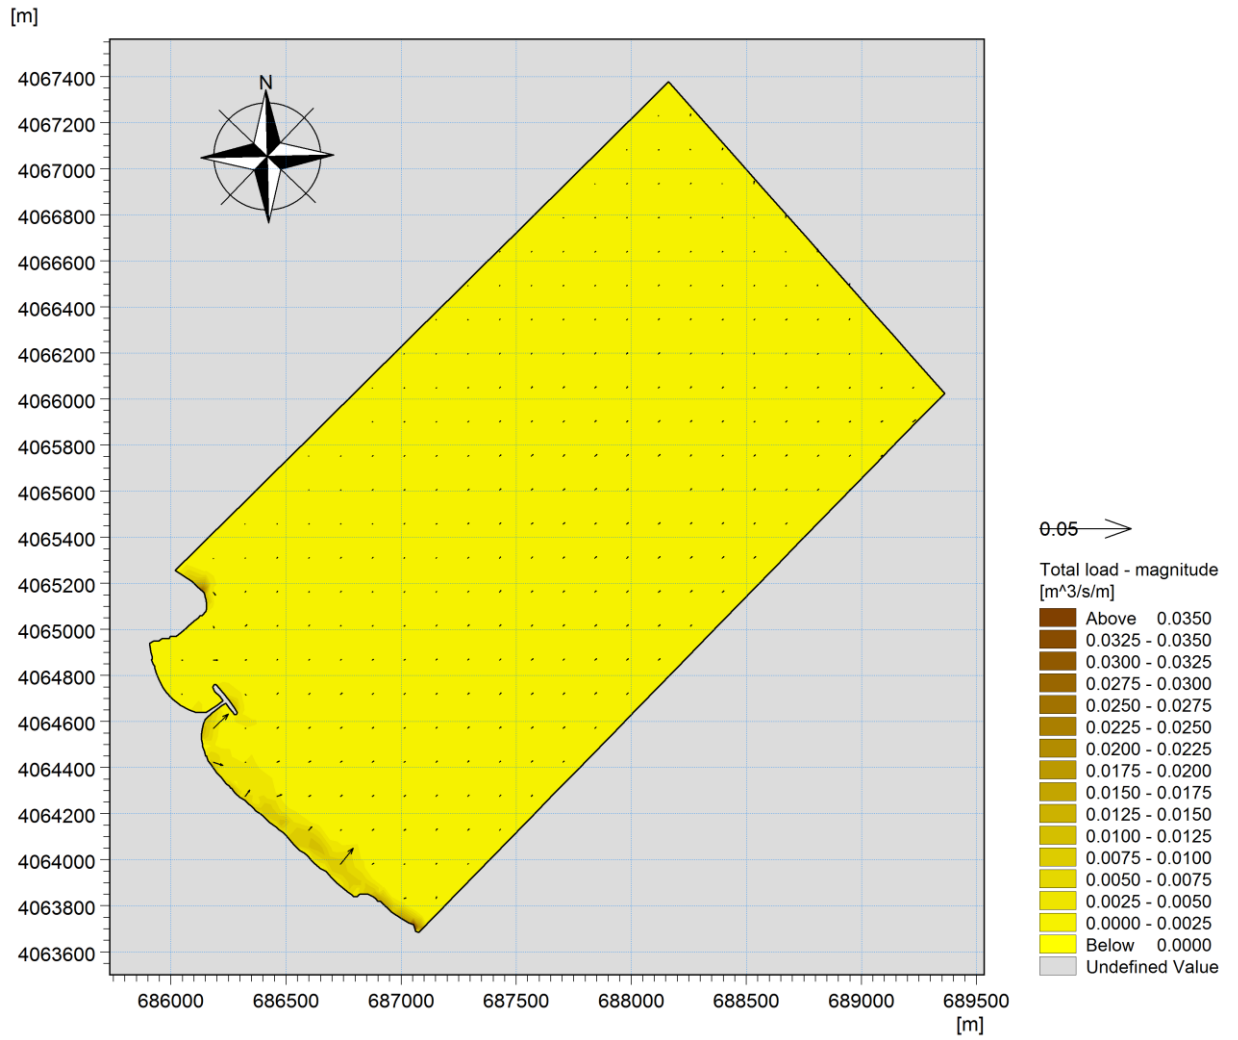 [m]
4067400
4067200
4067000
4066800
4066600
4066400
4066200
4066000
4065800
4065600
4065400
4065200
4065000
4064800
4064600
4064400
4064200
4064000
4063800
4063600
N
686000 686500 687000 687500 688000 688500 689000 689500
[m]
0.05
Total load - magnitude
[m^3/s/m]
Above 0.0350
0.0325 - 0.0350
0.0300 - 0.0325
0.0275 - 0.0300
0.0250 - 0.0275
0.0225 - 0.0250
0.0200 - 0.0225
0.0175 - 0.0200
0.0150 - 0.0175
0.0125 - 0.0150
0.0100 - 0.0125
0.0075 - 0.0100
0.0050 - 0.0075
0.0025 - 0.0050
0.0000 - 0.0025
Below 0.0000
Undefined Value